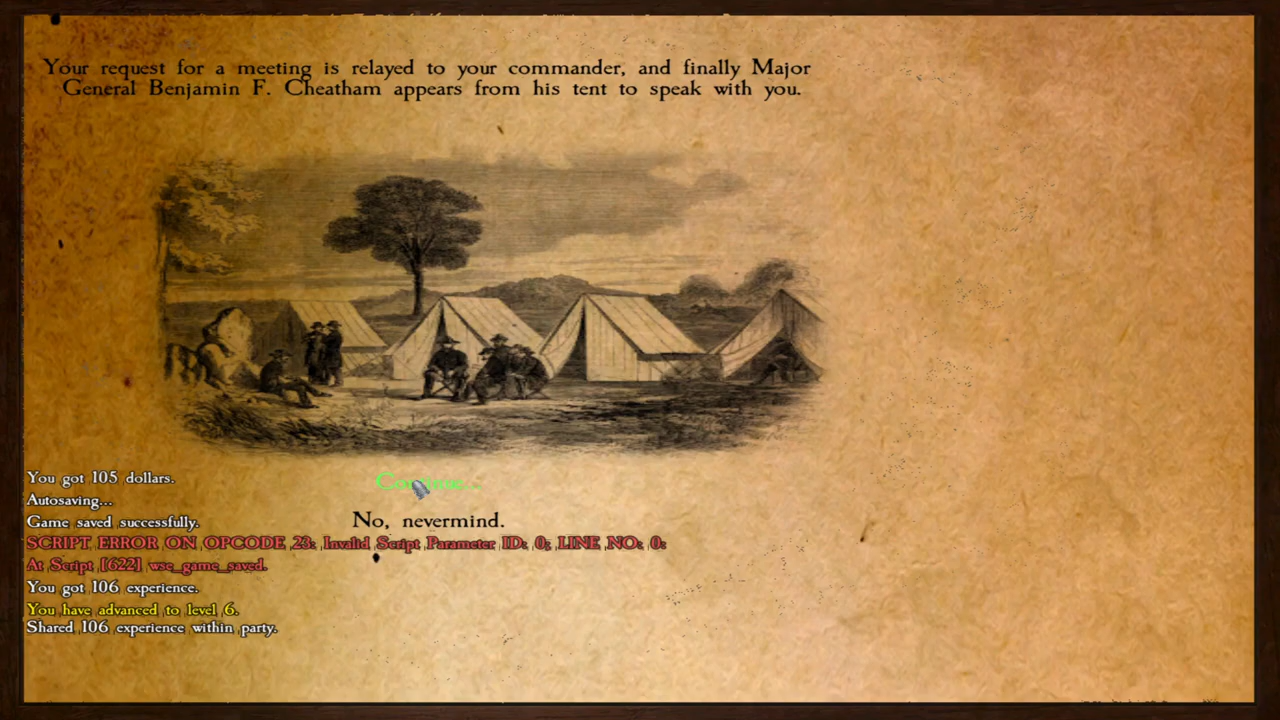 Your request for a meeting is relayed to your commander, and finally Major
General Benjamin F. Cheatham appears from his tent to speak with you.
Continue...
No, nevermind.
You got 105 dollars.
Autosaving...
Game saved successfully.
SCRIPT ERROR ON OPCODE 23: Invalid Script Parameter ID: 0; LINE NO: 0:
At Script [622] wse_game_saved.
You got 106 experience.
You have advanced to level 6.
Shared 106 experience within party.